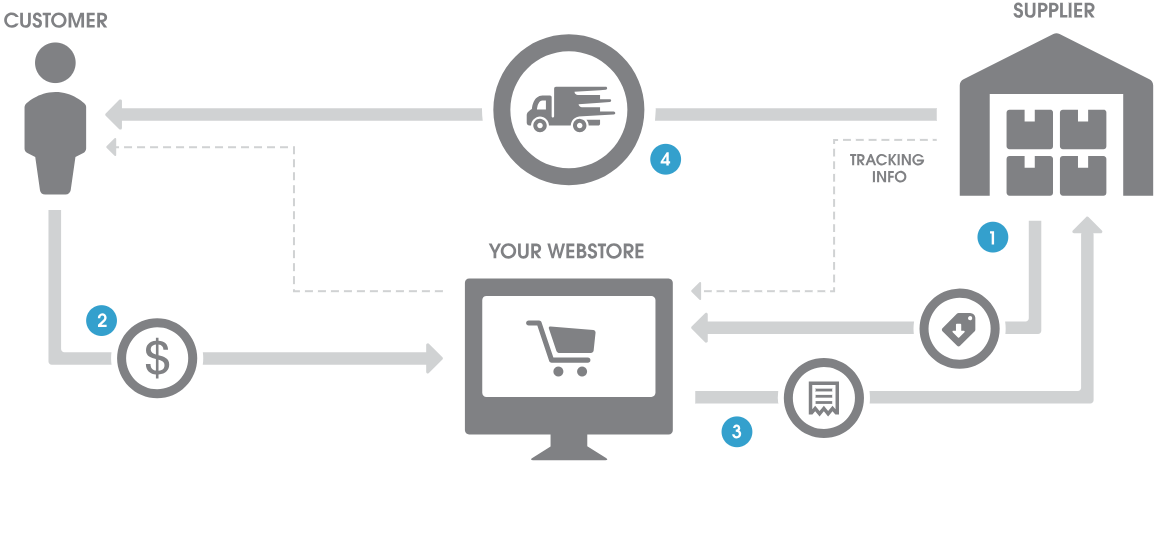 CUSTOMER
SUPPLIER
4
TRACKING
INFO
1
YOUR WEBSTORE
2
$
3